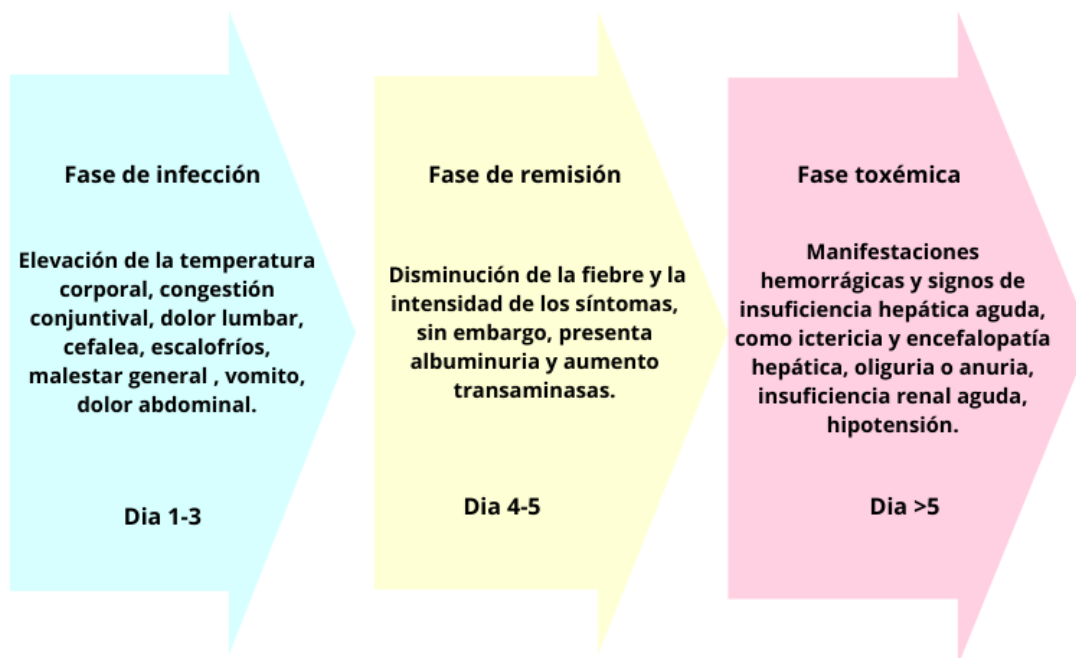 Fase de infección
Elevación de la temperatura
corporal, congestión
conjuntival, dolor lumbar,
cefalea, escalofríos,
malestar general , vomito,
dolor abdominal.
Dia 1-3
Fase de remisión
Disminución de la fiebre y la
intensidad de los síntomas,
sin embargo, presenta
albuminuria y aumento
transaminasas.
Dia 4-5
Fase toxémica
Manifestaciones
hemorrágicas y signos de
insuficiencia hepática aguda,
como ictericia y encefalopatía
hepática, oliguria o anuria,
insuficiencia renal aguda,
hipotensión.
Dia >5